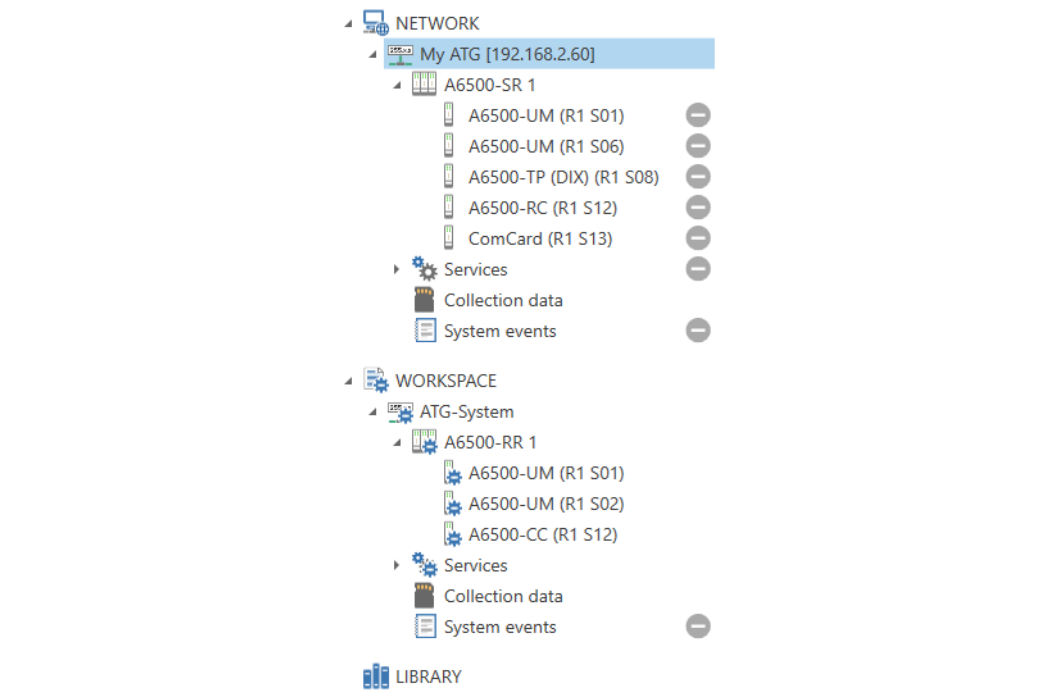 NETWORK
My ATG [192.168.2.60]
A6500-SR 1
A6500-UM (R1 S01)
A6500-UM (R1 S06)
A6500-TP (DIX) (R1 S08)
A6500-RC (R1 S12)
ComCard (R1 S13)
Services
Collection data
System events
WORKSPACE
ATG-System
A6500-RR 1
A6500-UM (R1 S01)
A6500-UM (R1 S02)
A6500-CC (R1 S12)
Services
Collection data
System events
LIBRARY